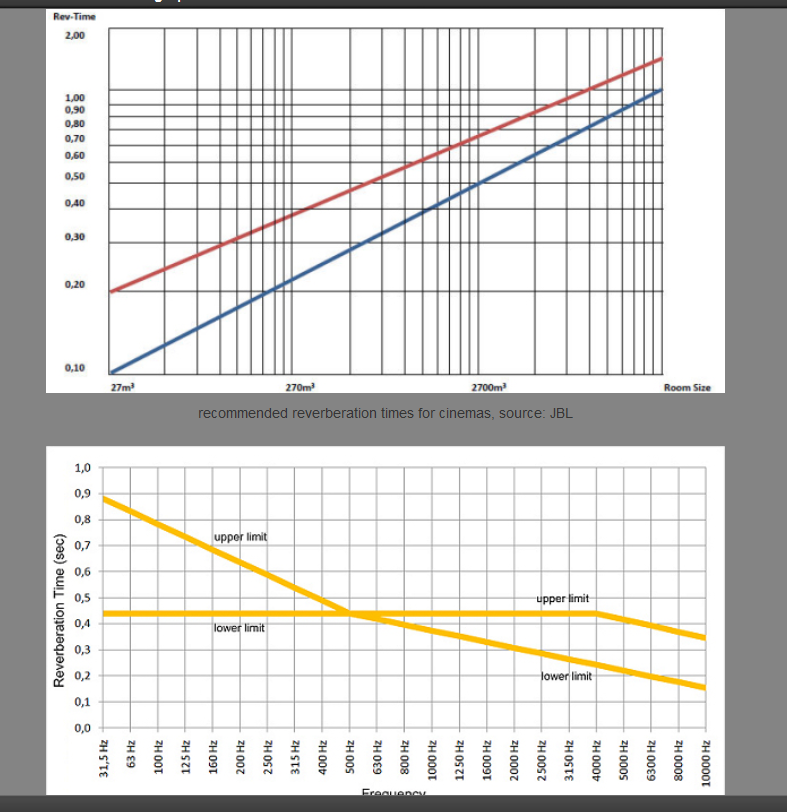 Rev-Time
2,00
1,00
0,90
0,80
0,70
0,60
0,50
0,40
0,30
0,20
0,10
27m³ 270m³ 2700m³ Room Size
recommended reverberation times for cinemas, source: JBL
1,0
0,9
0,8
0,7
upper limit
0,6
0,5
upper limit
0,4
lower limit
0,3
0,2
lower limit
0,1
0,0
Reverberation Time (sec)
31,5 Hz
63 Hz
100 Hz
125 Hz
160 Hz
200 Hz
250 Hz
315 Hz
400 Hz
500 Hz
630 Hz
800 Hz
1000 Hz
1250 Hz
1600 Hz
2000 Hz
2500 Hz
3150 Hz
4000 Hz
5000 Hz
6300 Hz
8000 Hz
10000 Hz
Frequency